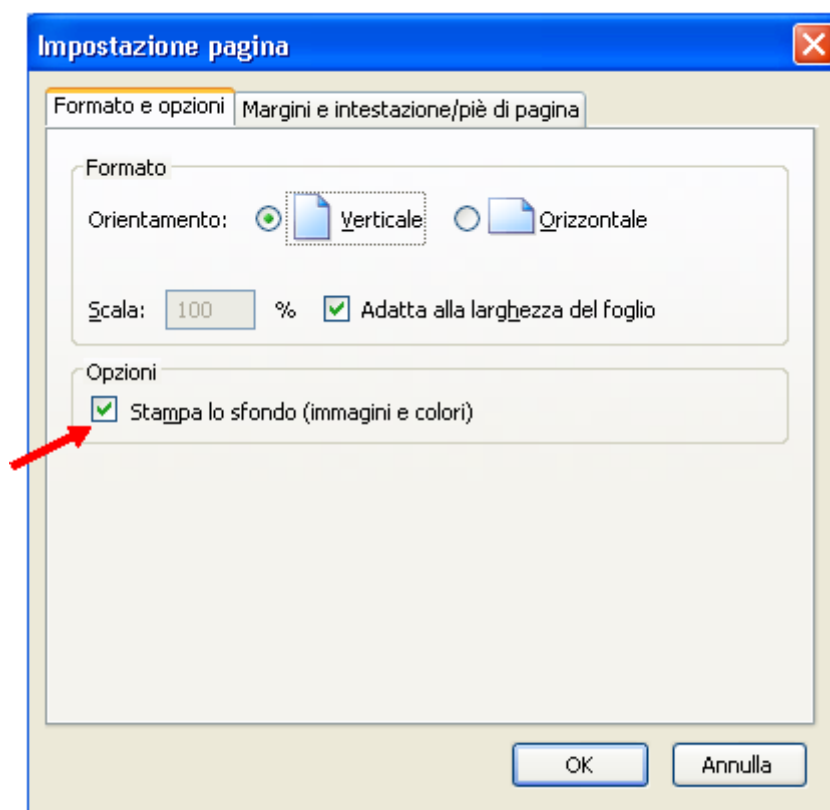 Impostazione pagina
Formato e opzioni Margini e intestazione/piè di pagina
Formato
Orientamento: Verticale Orizzontale
Scala: 100 % Adatta alla larghezza del foglio
Opzioni
Stampa lo sfondo (immagini e colori)
OK Annulla